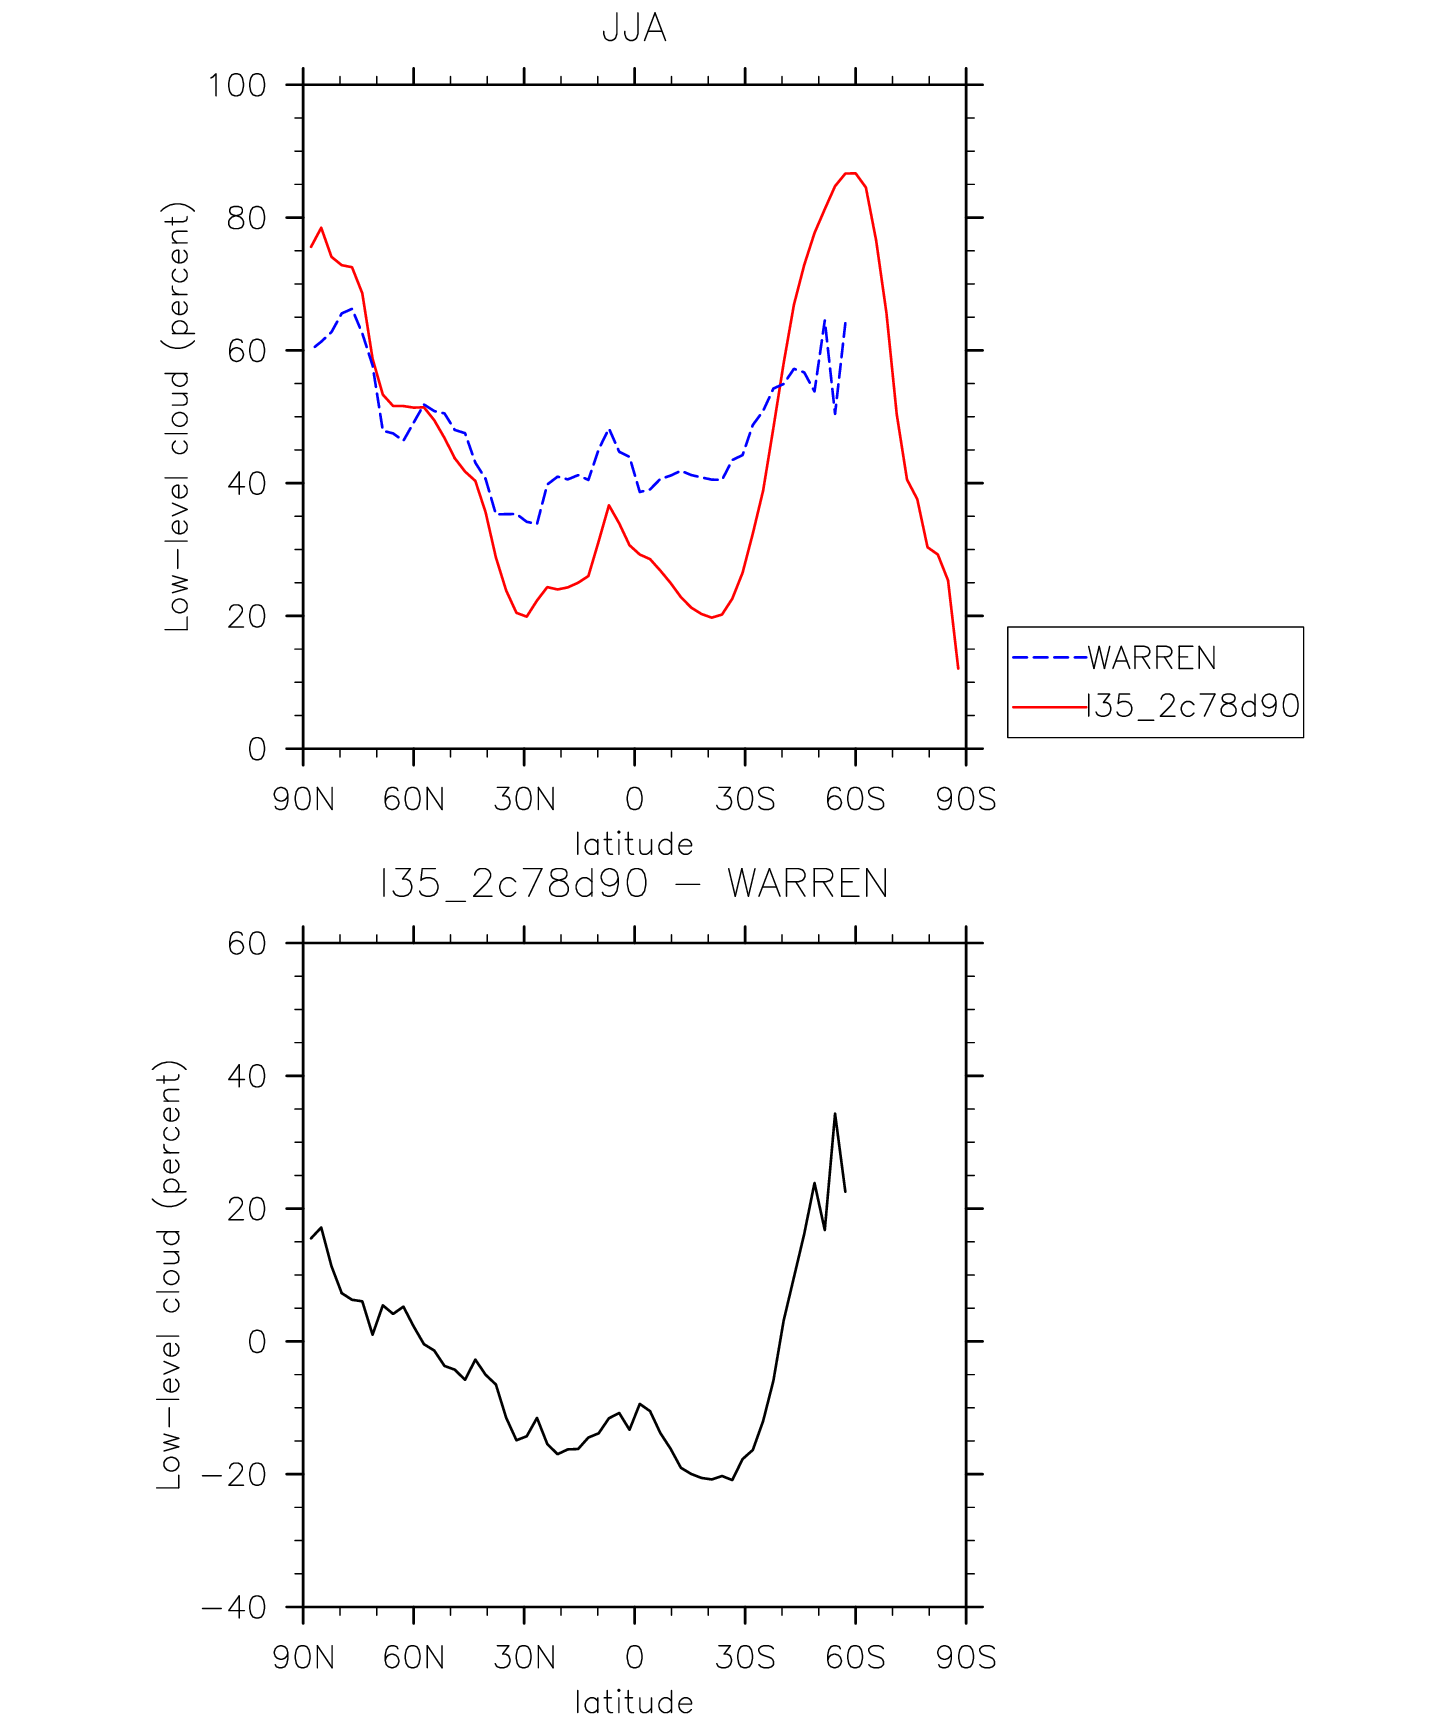 JJA
100
80
60
40
20
0
Low-level cloud (percent)
90N 60N 30N 0 30S 60S 90S
latitude
WARREN
I35_2c78d90
I35_2c78d90 - WARREN
60
40
20
0
-20
-40
Low-level cloud (percent)
90N 60N 30N 0 30S 60S 90S
latitude